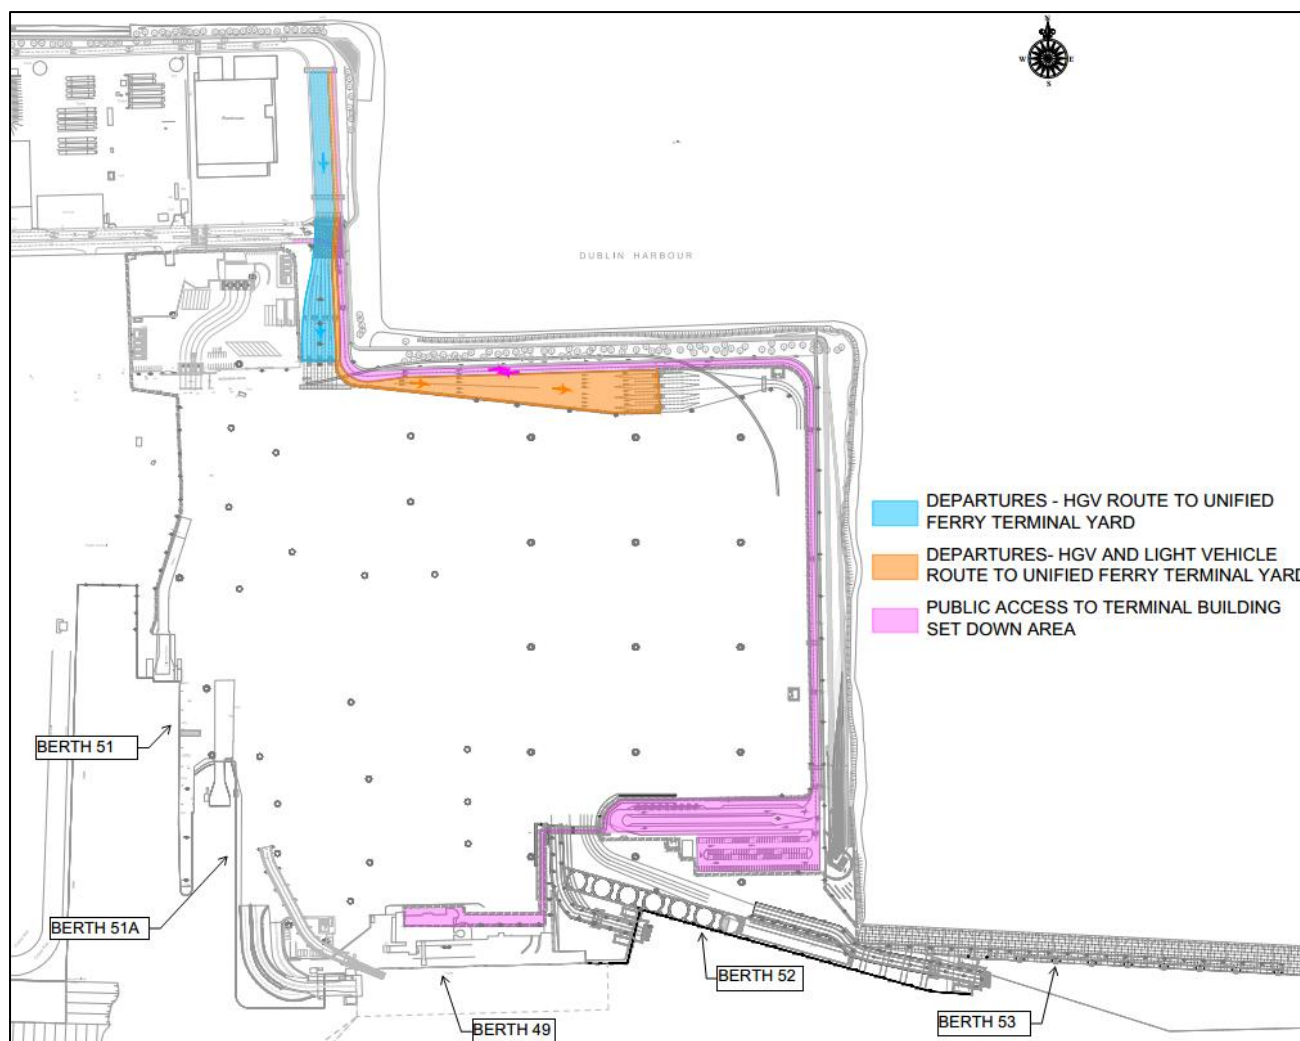 N
W E
S
DUBLIN HARBOUR
DEPARTURES - HGV ROUTE TO UNIFIED
FERRY TERMINAL YARD
DEPARTURES- HGV AND LIGHT VEHICLE
ROUTE TO UNIFIED FERRY TERMINAL YARD
PUBLIC ACCESS TO TERMINAL BUILDING
SET DOWN AREA
BERTH 51
BERTH 51A
BERTH 52
BERTH 53
BERTH 49